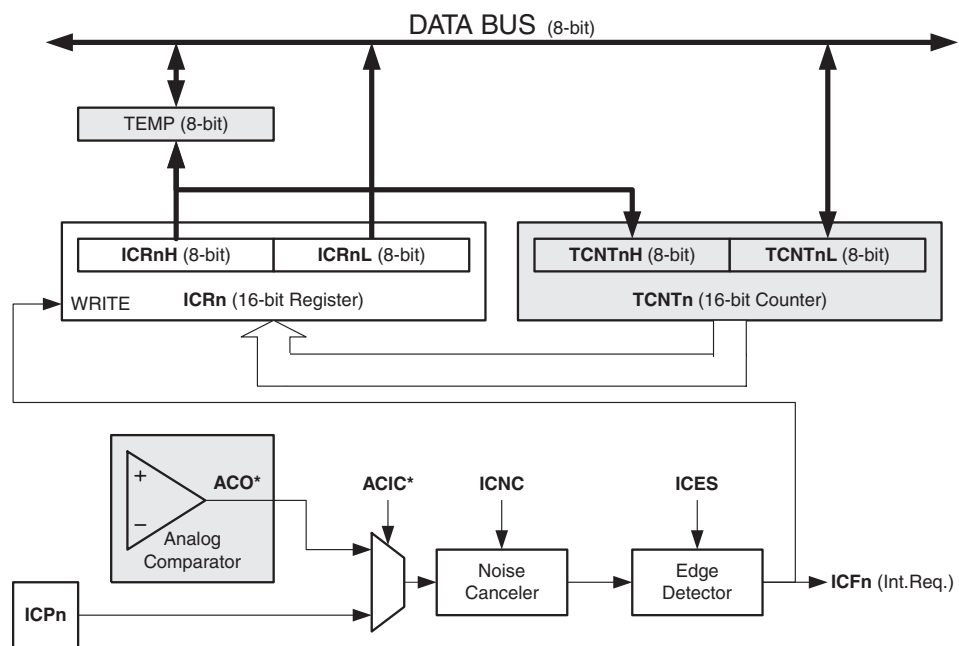 DATA BUS (8-bit)
TEMP (8-bit)
ICRnH (8-bit) ICRnL (8-bit)
TCNTnH (8-bit) TCNTnL (8-bit)
WRITE
ICRn (16-bit Register)
TCNTn (16-bit Counter)
+
−
ACO*
Analog
Comparator
ACIC*
ICNC
ICES
Noise
Canceler
Edge
Detector
ICFn (Int.Req.)
ICPn